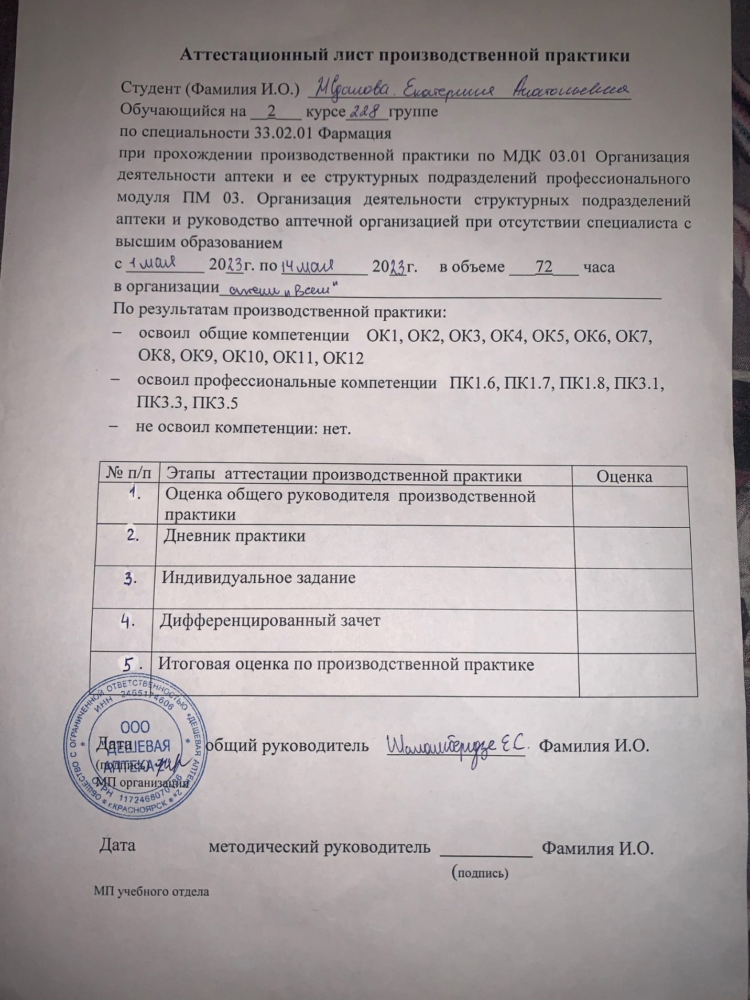 Аттестационный лист производственной практики
Студент (Фамилия И.О.) Екатерина Анатольевна
Обучающийся на 2 курсе 228 группе
по специальности 33.02.01 Фармация
при прохождении производственной практики по МДК 03.01 Организация
деятельности аптеки и ее структурных подразделений профессионального
модуля ПМ 03. Организация деятельности структурных подразделений
аптеки и руководство аптечной организацией при отсутствии специалиста с
высшим образованием
с 1 мая 2023г. по 14 мая 2023г. в объеме 72 часа
в организации
По результатам производственной практики:
– освоил общие компетенции ОК1, ОК2, ОК3, ОК4, ОК5, ОК6, ОК7,
ОК8, ОК9, ОК10, ОК11, ОК12
– освоил профессиональные компетенции ПК1.6, ПК1.7, ПК1.8, ПК3.1,
ПК3.3, ПК3.5
– не освоил компетенции: нет.
№ п/п Этапы аттестации производственной практики Оценка
1. Оценка общего руководителя производственной
практики
2. Дневник практики
3. Индивидуальное задание
4. Дифференцированный зачет
5. Итоговая оценка по производственной практике
ОБЩЕСТВО С ОГРАНИЧЕННОЙ ОТВЕТСТВЕННОСТЬЮ «ДЕШЕВАЯ АПТЕКА 2»
* г.КРАСНОЯРСК *
ИНН 2465174606
ООО
"ДЕШЕВАЯ
АПТЕКА 2"
ОГРН
Дата общий руководитель Е.С. Фамилия И.О.
(подпись)
МП организации
Дата методический руководитель Фамилия И.О.
(подпись)
МП учебного отдела